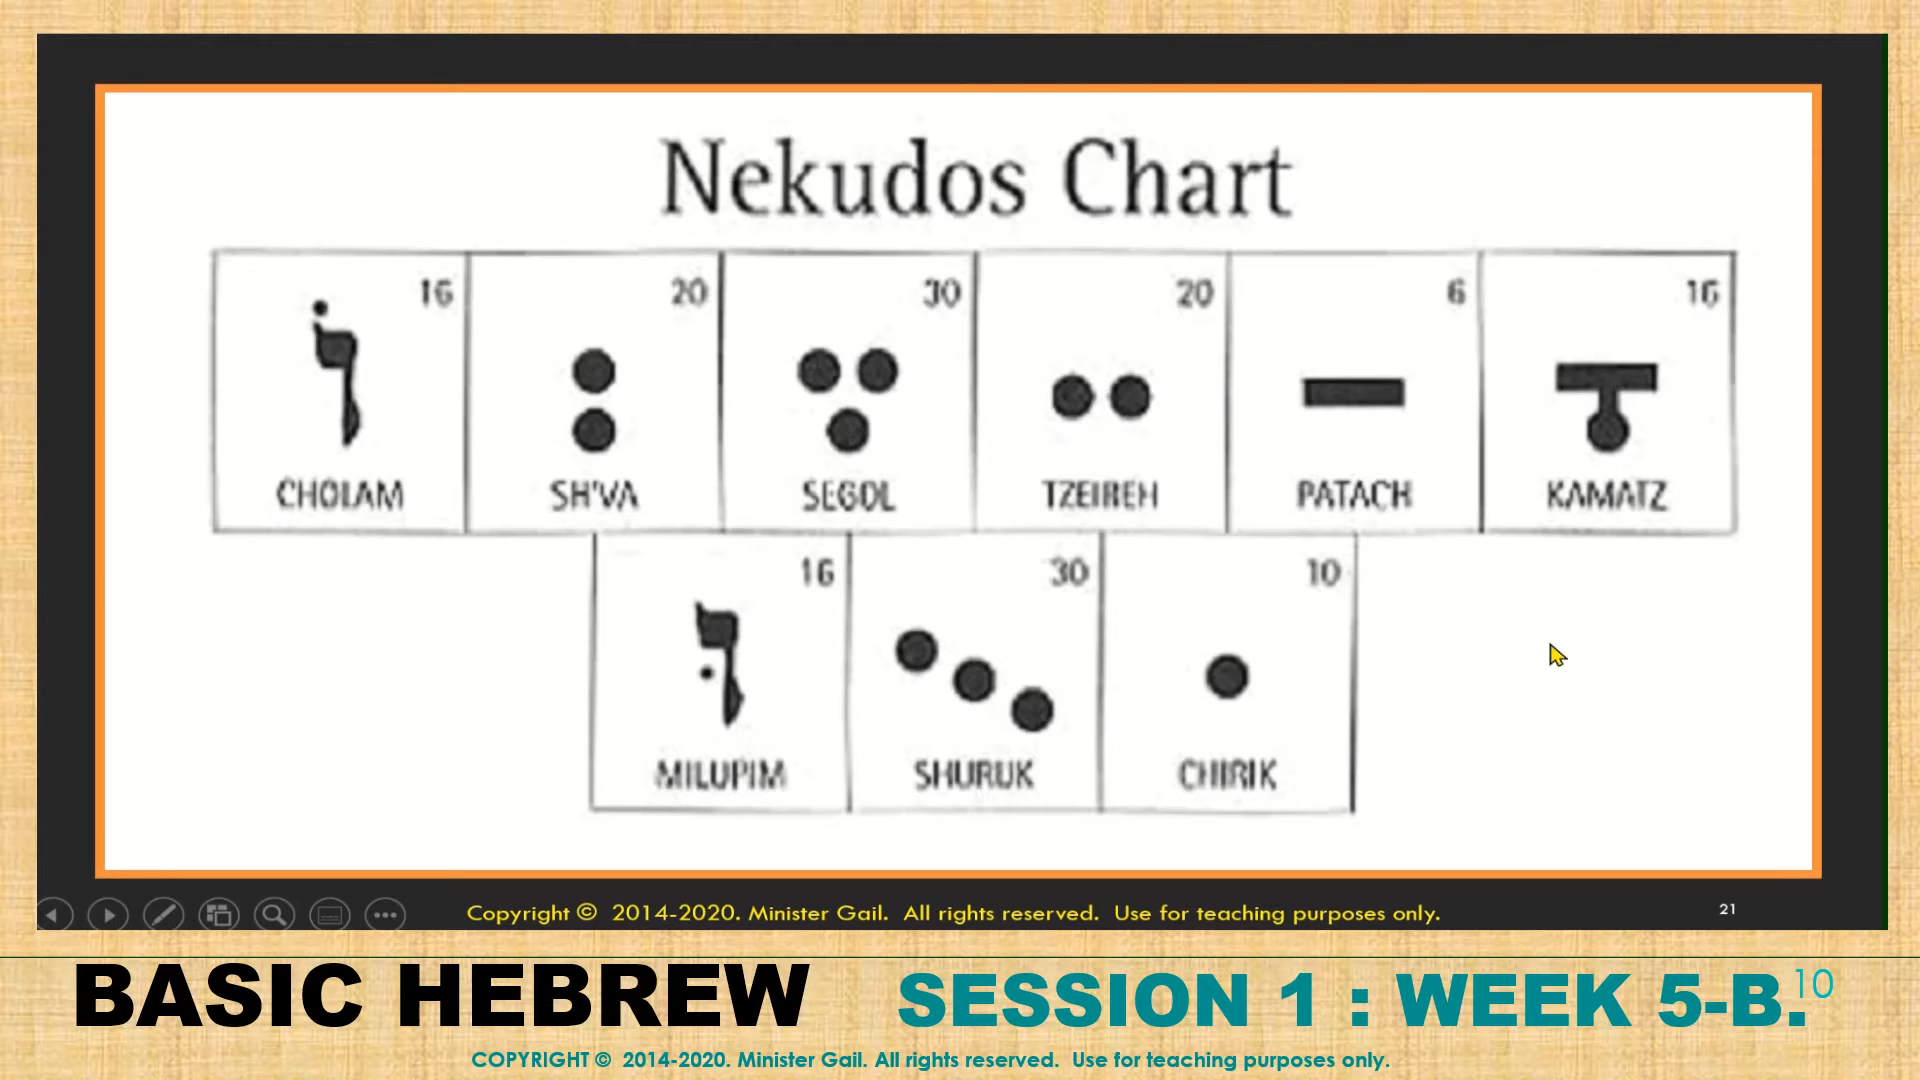 Nekudos Chart
16 20 30 20 6 16
וֹ
CHOLAM SH'VA SEGOL TZEIREH PATACH KAMATZ
16 30 10
וּ
MILUPIM SHURUK CHIRIK
Copyright © 2014-2020. Minister Gail. All rights reserved. Use for teaching purposes only.
21
BASIC HEBREW SESSION 1 : WEEK 5-B.
10
COPYRIGHT © 2014-2020. Minister Gail. All rights reserved. Use for teaching purposes only.